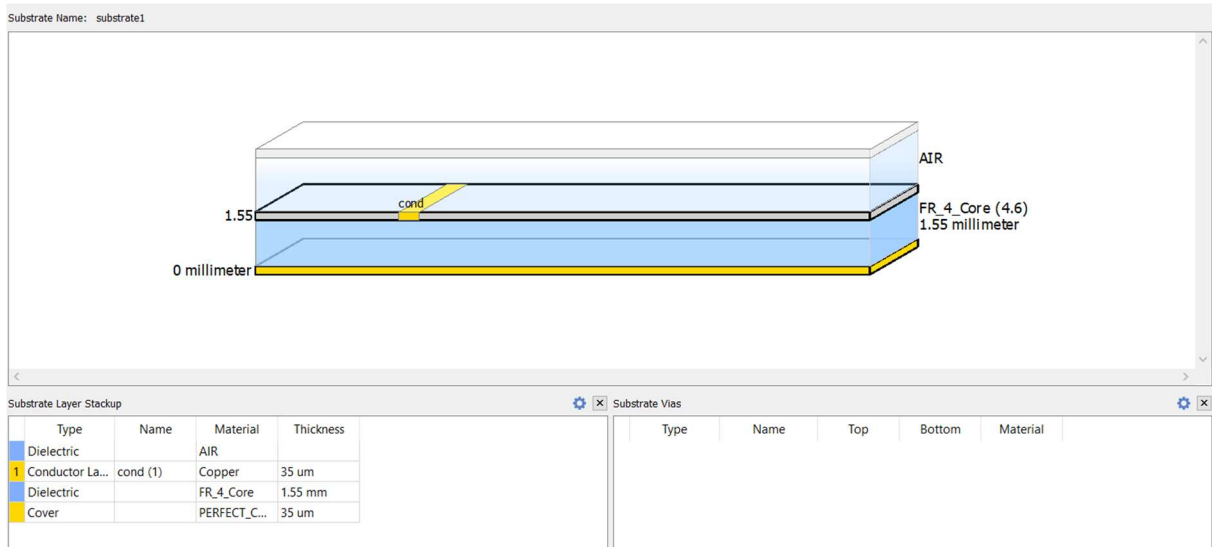 Substrate Name: substrate1
AIR
cond
1.55
FR_4_Core (4.6)
1.55 millimeter
0 millimeter
Substrate Layer Stackup
Type Name Material Thickness
Dielectric AIR
1 Conductor La... cond (1) Copper 35 um
Dielectric FR_4_Core 1.55 mm
Cover PERFECT_C... 35 um
Substrate Vias
Type Name Top Bottom Material